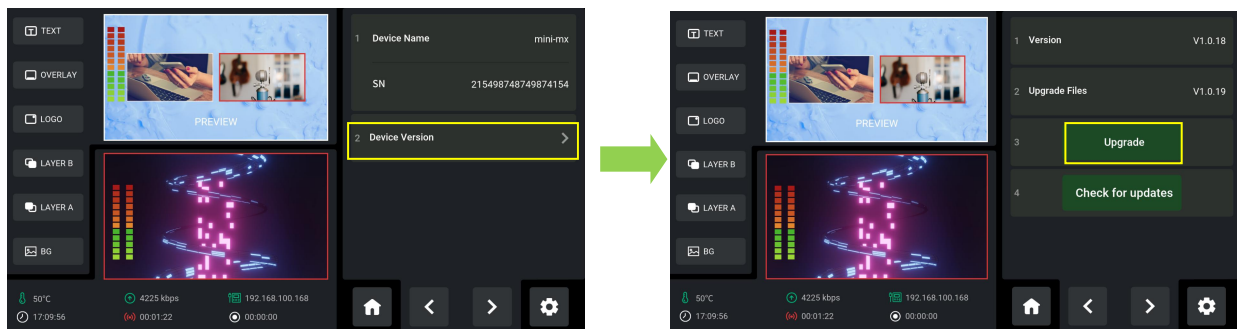 TEXT
OVERLAY
LOGO
LAYER B
LAYER A
BG
PREVIEW
50°C
4225 kbps
192.168.100.168
17:09:56
00:01:22
00:00:00
1 Device Name mini-mx
SN 215498748749874154
2 Device Version
TEXT
OVERLAY
LOGO
LAYER B
LAYER A
BG
PREVIEW
50°C
4225 kbps
192.168.100.168
17:09:56
00:01:22
00:00:00
1 Version V1.0.18
2 Upgrade Files V1.0.19
3 Upgrade
4 Check for updates